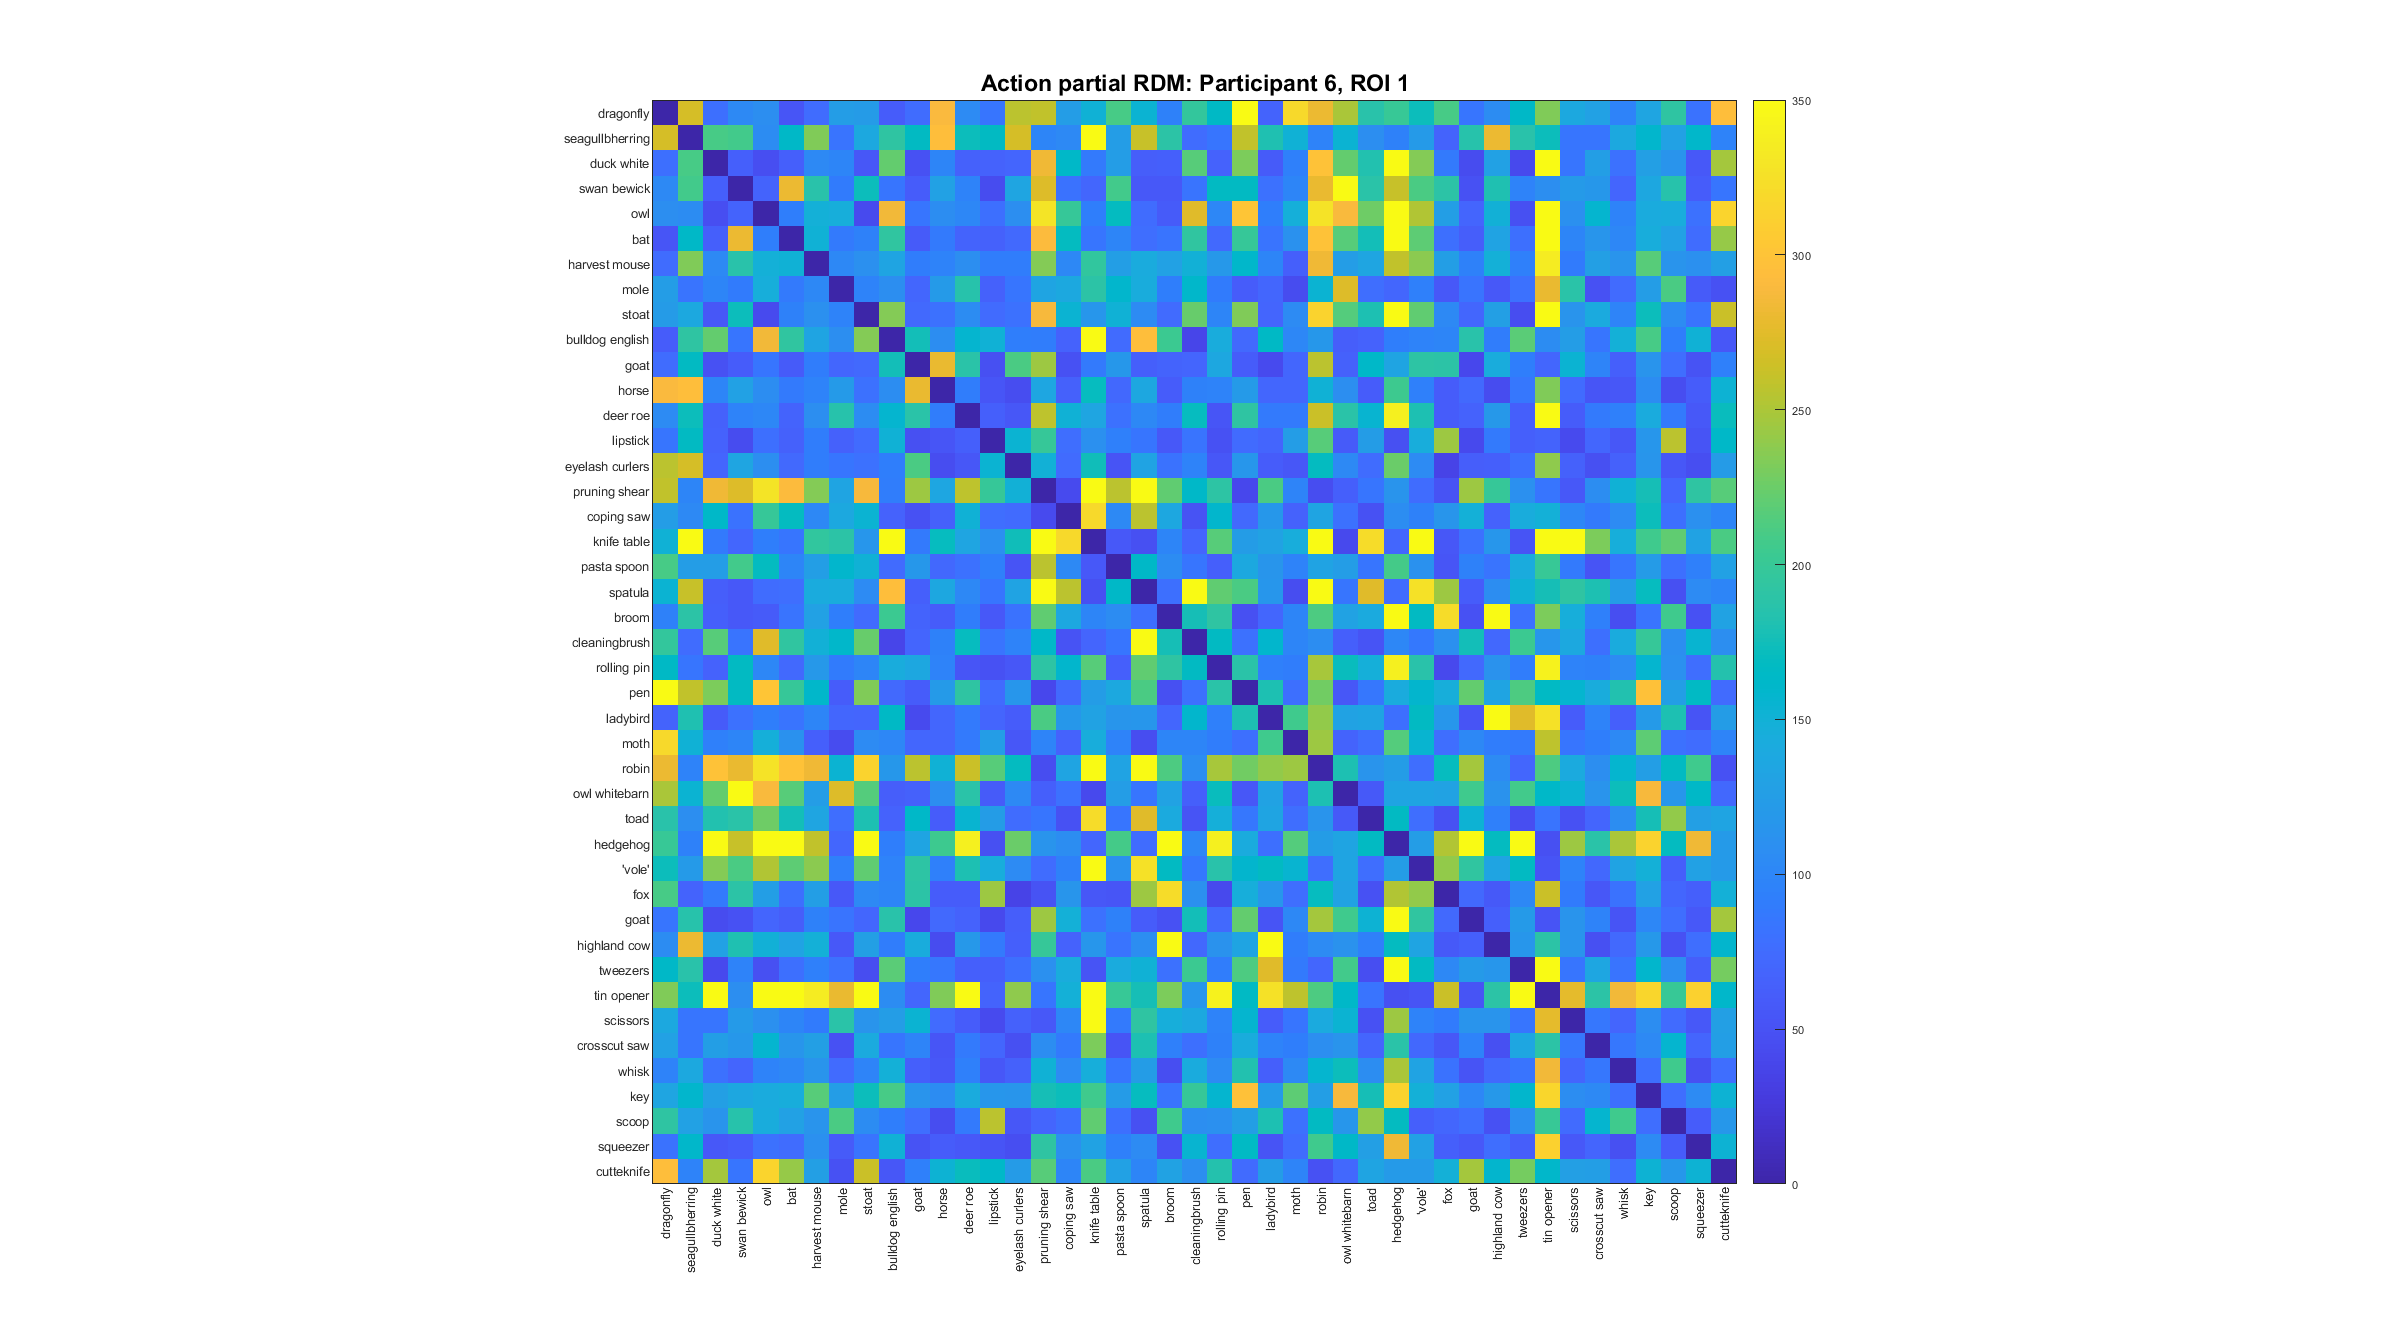 Action partial RDM: Participant 6, ROI 1
dragonfly
seagullbherring
duck white
swan bewick
owl
bat
harvest mouse
mole
stoat
bulldog english
goat
horse
deer roe
lipstick
eyelash curlers
pruning shear
coping saw
knife table
pasta spoon
spatula
broom
cleaningbrush
rolling pin
pen
ladybird
moth
robin
owl whitebarn
toad
hedgehog
'vole'
fox
goat
highland cow
tweezers
tin opener
scissors
crosscut saw
whisk
key
scoop
squeezer
cutteknife
dragonfly
seagullbherring
duck white
swan bewick
owl
bat
harvest mouse
mole
stoat
bulldog english
goat
horse
deer roe
lipstick
eyelash curlers
pruning shear
coping saw
knife table
pasta spoon
spatula
broom
cleaningbrush
rolling pin
pen
ladybird
moth
robin
owl whitebarn
toad
hedgehog
'vole'
fox
goat
highland cow
tweezers
tin opener
scissors
crosscut saw
whisk
key
scoop
squeezer
cutteknife
350
300
250
200
150
100
50
0